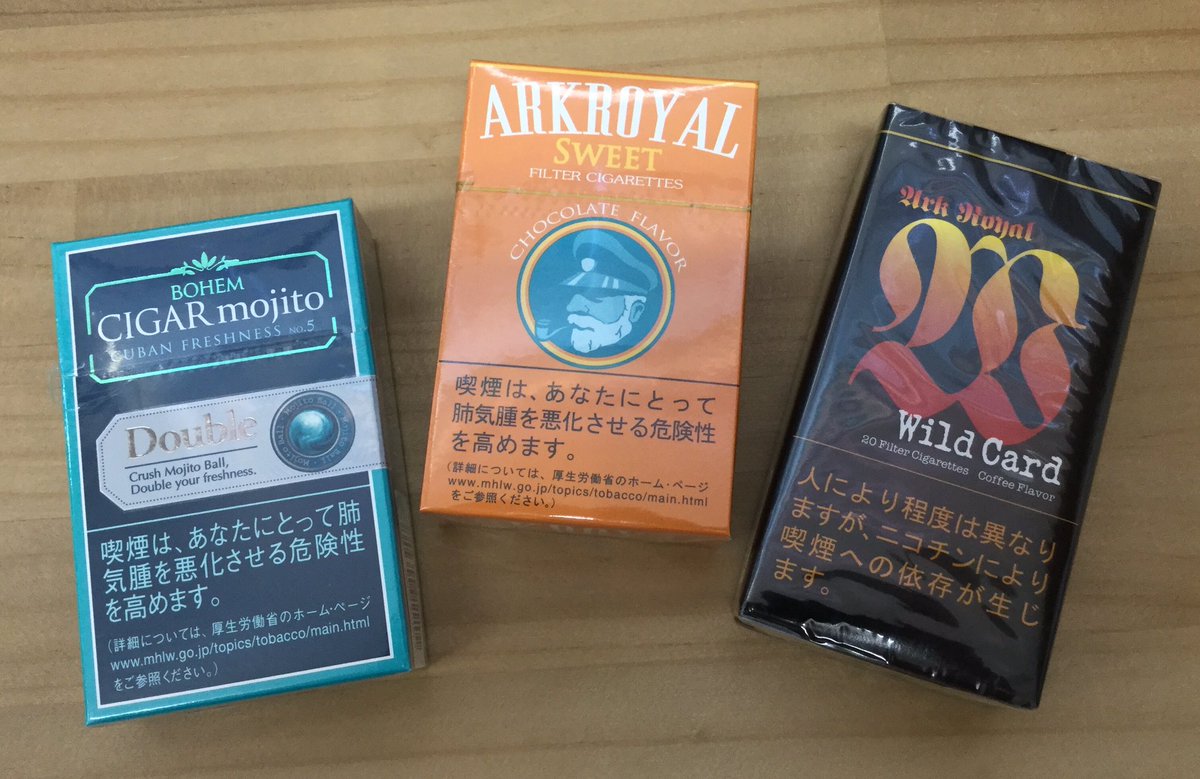 BOHEM
CIGAR mojito
CUBAN FRESHNESS NO.5
Double
Crush Mojito Ball,
Double your freshness.
Mojito Ball
喫煙は、あなたにとって肺
気腫を悪化させる危険性
を高めます。
(詳細については、厚生労働省のホーム・ページ
www.mhlw.go.jp/topics/tobacco/main.html
をご参照ください。)
ARKROYAL
SWEET
FILTER CIGARETTES
CHOCOLATE FLAVOR
喫煙は、あなたにとって
肺気腫を悪化させる危険性
を高めます。
(詳細については、厚生労働省のホーム・ページ
www.mhlw.go.jp/topics/tobacco/main.html
をご参照ください。)
Ark Royal
W
Wild Card
20 Filter Cigarettes Coffee Flavor
人により程度は異なり
ますが、ニコチンにより
喫煙への依存が生じ
ます。